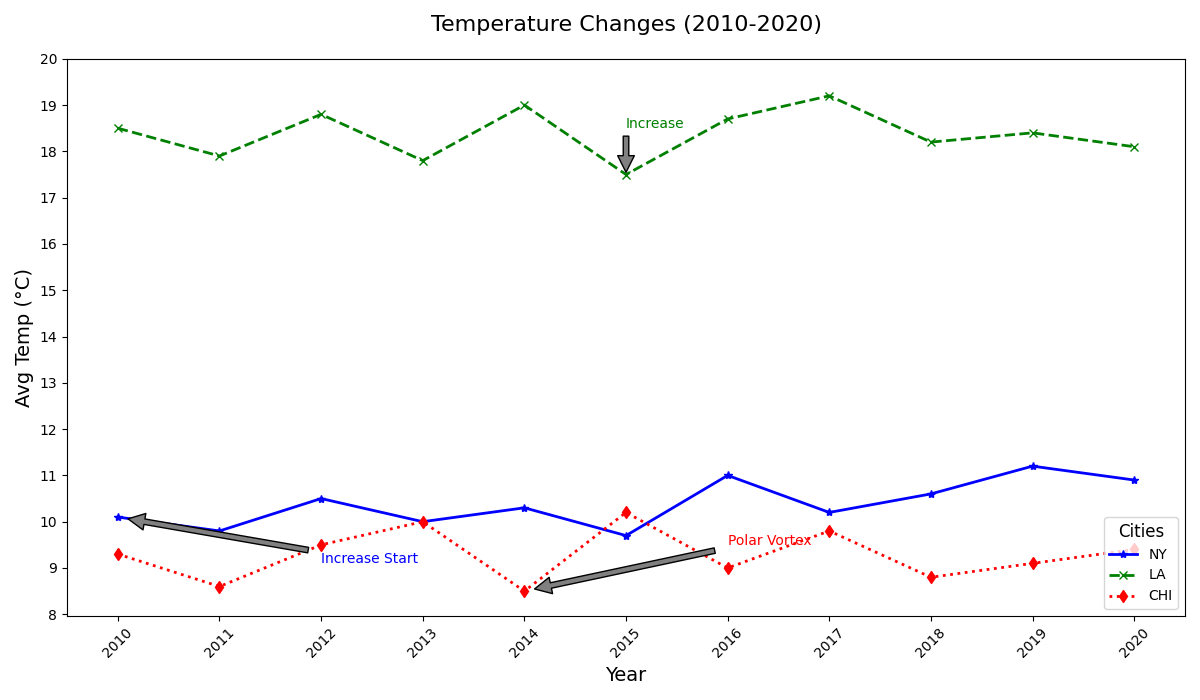 Temperature Changes (2010-2020)
Avg Temp (°C)
20
19
18
17
16
15
14
13
12
11
10
9
8
Increase
Increase Start
Polar Vortex
Cities
NY
LA
CHI
2010
2011
2012
2013
2014
2015
2016
2017
2018
2019
2020
Year